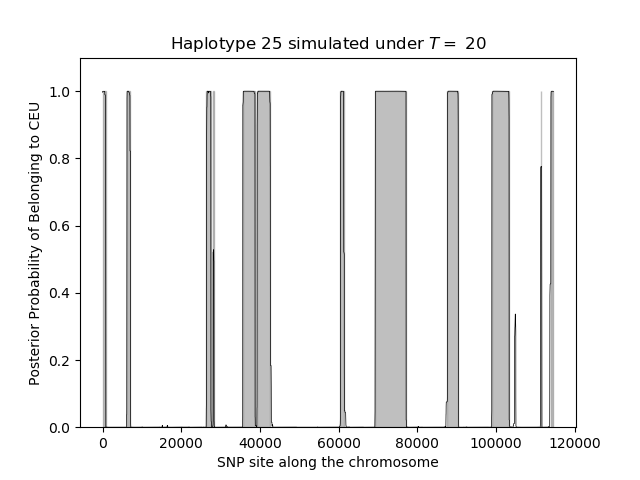 Haplotype 25 simulated under T = 20
Posterior Probability of Belonging to CEU
1.0
0.8
0.6
0.4
0.2
0.0
0 20000 40000 60000 80000 100000 120000
SNP site along the chromosome